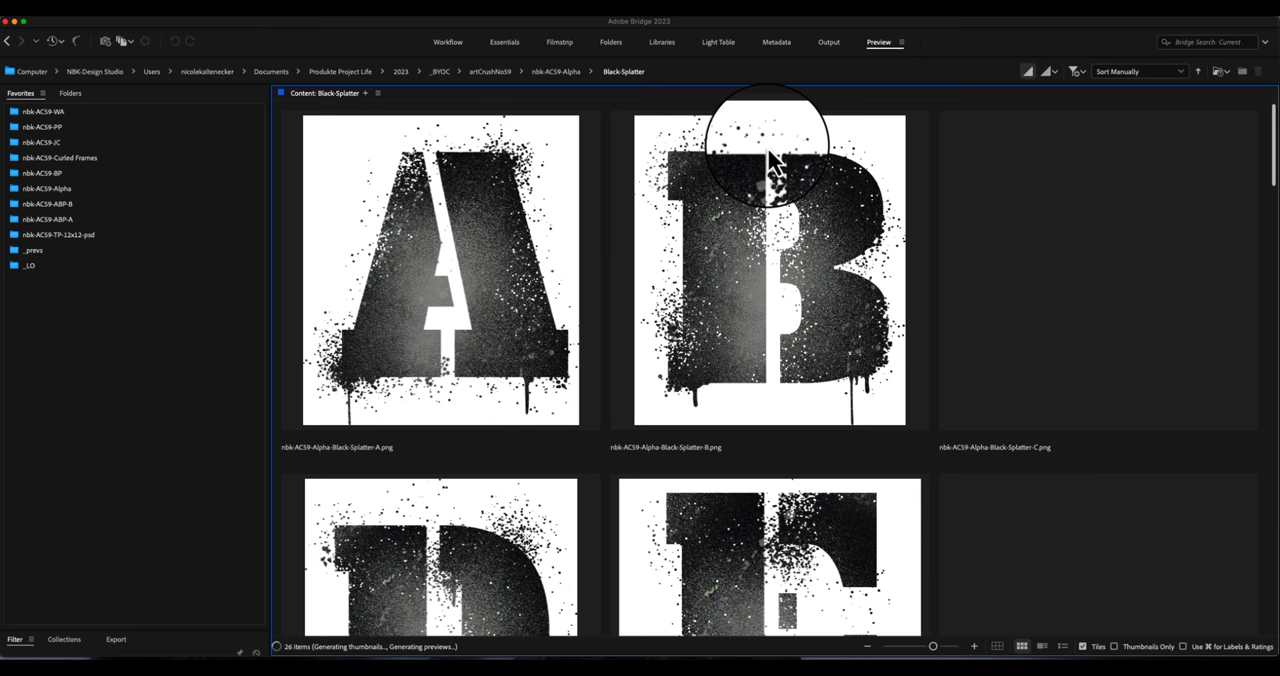 Adobe Bridge 2023
Workflow Essentials Filmstrip Folders Libraries Light Table Metadata Output Preview Bridge Search: Current
Computer NBK-Design Studio Users nicolekaltenecker Documents Produkte Project Life 2023 _BYOC artCrushNo59 nbk-AC59-Alpha Black-Splatter Sort Manually
Favorites Folders
Content: Black-Splatter
nbk-AC59-WA
nbk-AC59-PP
nbk-AC59-JC
nbk-AC59-Curled Frames
nbk-AC59-BP
nbk-AC59-Alpha
nbk-AC59-ABP-B
nbk-AC59-ABP-A
nbk-AC59-TP-12x12-psd
_prevs
_LO
A B
nbk-AC59-Alpha-Black-Splatter-A.png nbk-AC59-Alpha-Black-Splatter-B.png nbk-AC59-Alpha-Black-Splatter-C.png
Filter Collections Export
26 items (Generating thumbnails..., Generating previews...)
Tiles Thumbnails Only Use ⌘ for Labels & Ratings